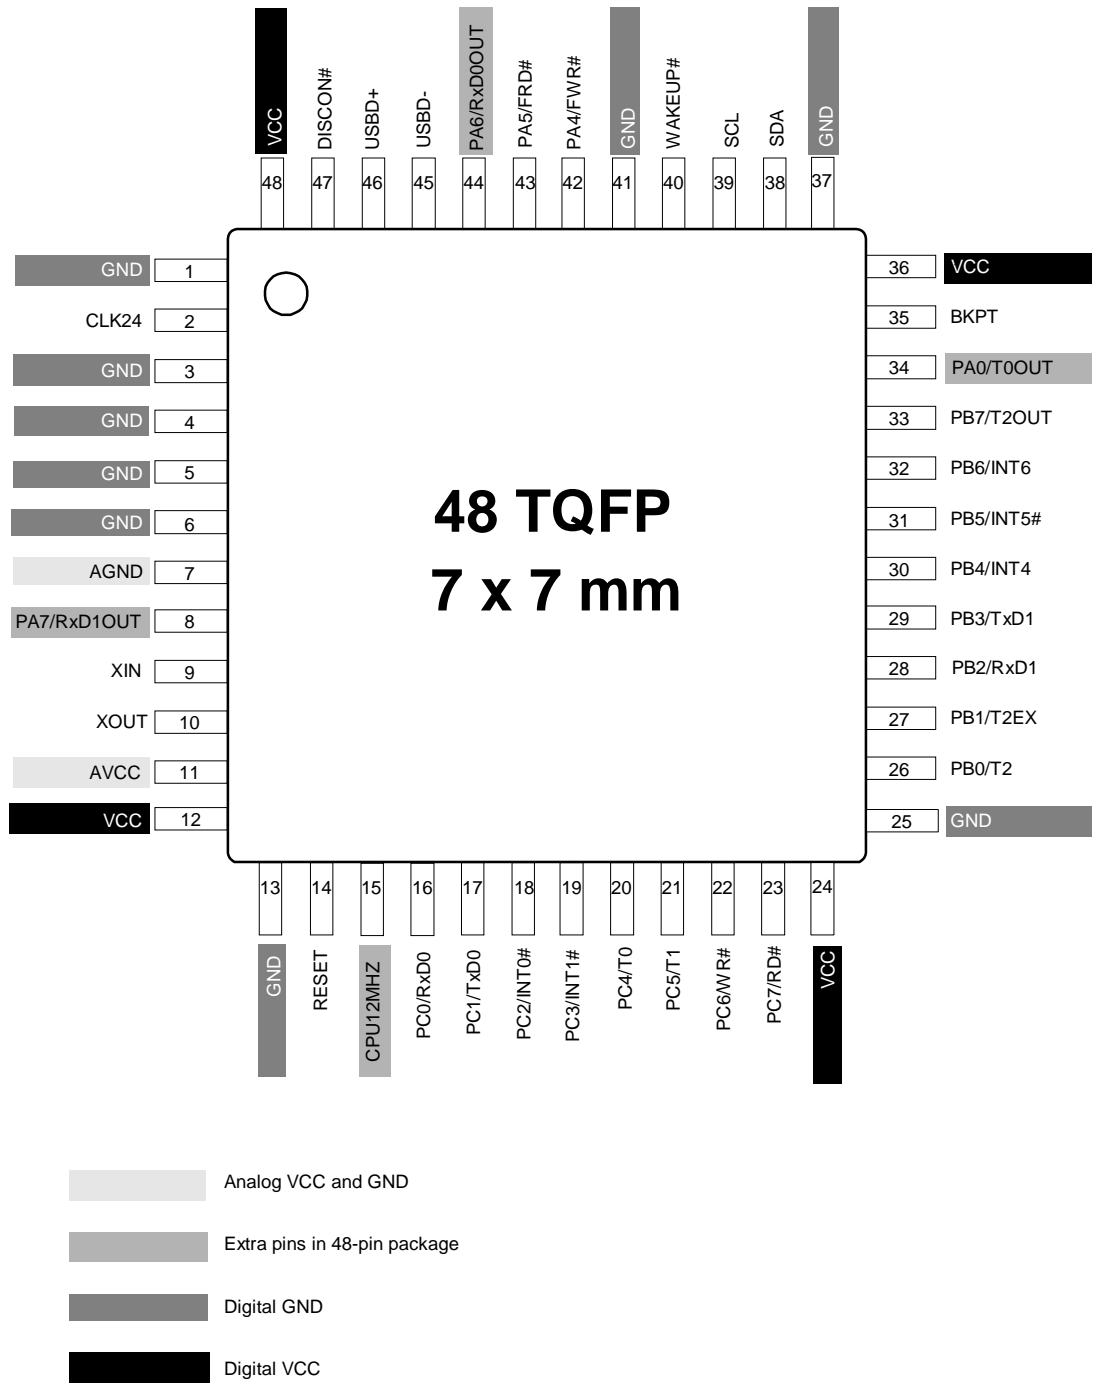 VCC
DISCON#
USBD+
USBD-
PA6/RxD0OUT
PA5/FRD#
PA4/FWR#
GND
WAKEUP#
SCL
SDA
GND
48
47
46
45
44
43
42
41
40
39
38
37
GND 1
CLK24 2
GND 3
GND 4
GND 5
GND 6
AGND 7
PA7/RxD1OUT 8
XIN 9
XOUT 10
AVCC 11
VCC 12
48 TQFP
7 x 7 mm
36 VCC
35 BKPT
34 PA0/T0OUT
33 PB7/T2OUT
32 PB6/INT6
31 PB5/INT5#
30 PB4/INT4
29 PB3/TxD1
28 PB2/RxD1
27 PB1/T2EX
26 PB0/T2
25 GND
13
14
15
16
17
18
19
20
21
22
23
24
GND
RESET
CPU12MHZ
PC0/RxD0
PC1/TxD0
PC2/INT0#
PC3/INT1#
PC4/T0
PC5/T1
PC6/WR#
PC7/RD#
VCC
Analog VCC and GND
Extra pins in 48-pin package
Digital GND
Digital VCC